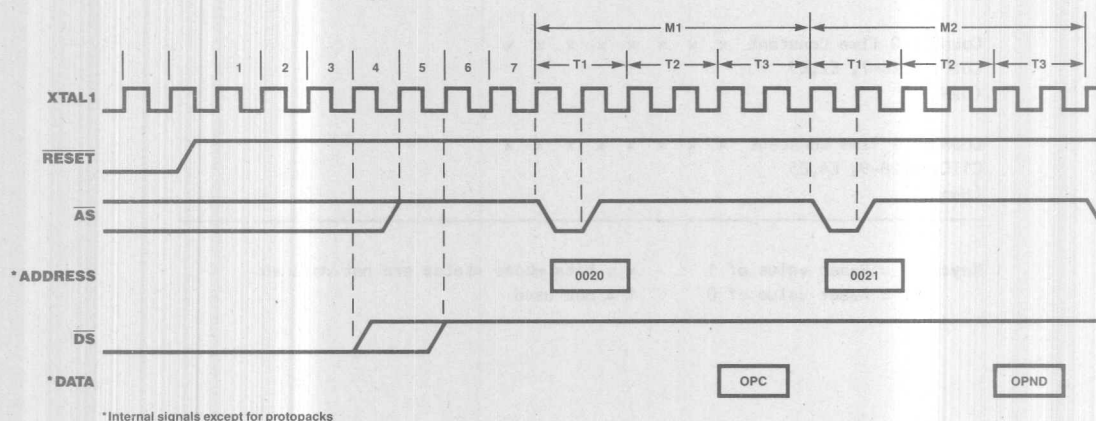 M1 M2
1 2 3 4 5 6 7 T1 T2 T3 T1 T2 T3
XTAL1
RESET
AS
*ADDRESS 0020 0021
DS
*DATA OPC OPND
*Internal signals except for protopacks